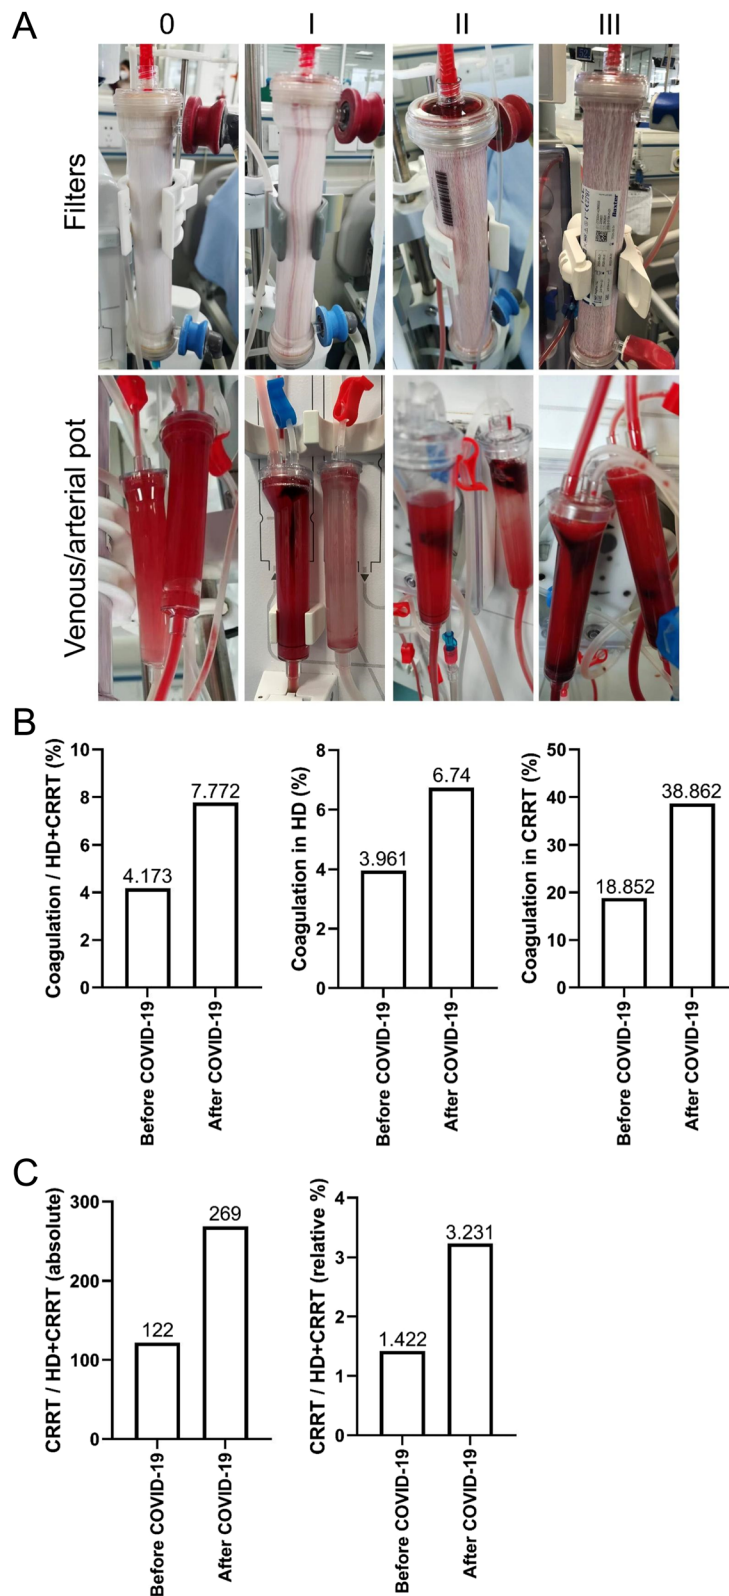 A
0 I II III
Filters
Baxter
Venous/arterial pot
B
Coagulation / HD+CRRT (%)
10
8
6
4
2
0
4.173
7.772
Before COVID-19
After COVID-19
Coagulation in HD (%)
8
6
4
2
0
3.961
6.74
Before COVID-19
After COVID-19
Coagulation in CRRT (%)
50
40
30
20
10
0
18.852
38.862
Before COVID-19
After COVID-19
C
CRRT / HD+CRRT (absolute)
300
200
100
0
122
269
Before COVID-19
After COVID-19
CRRT / HD+CRRT (relative %)
4
3
2
1
0
1.422
3.231
Before COVID-19
After COVID-19